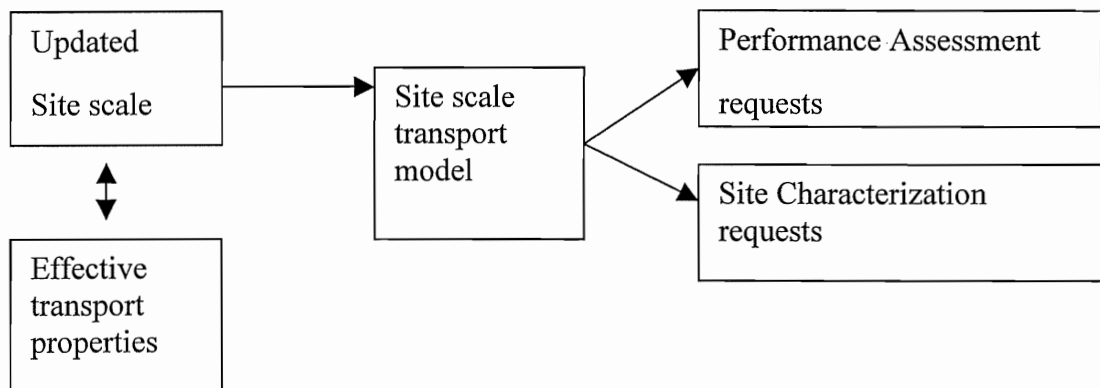 Updated
Site scale
Effective
transport
properties
Site scale
transport
model
Performance Assessment
requests
Site Characterization
requests